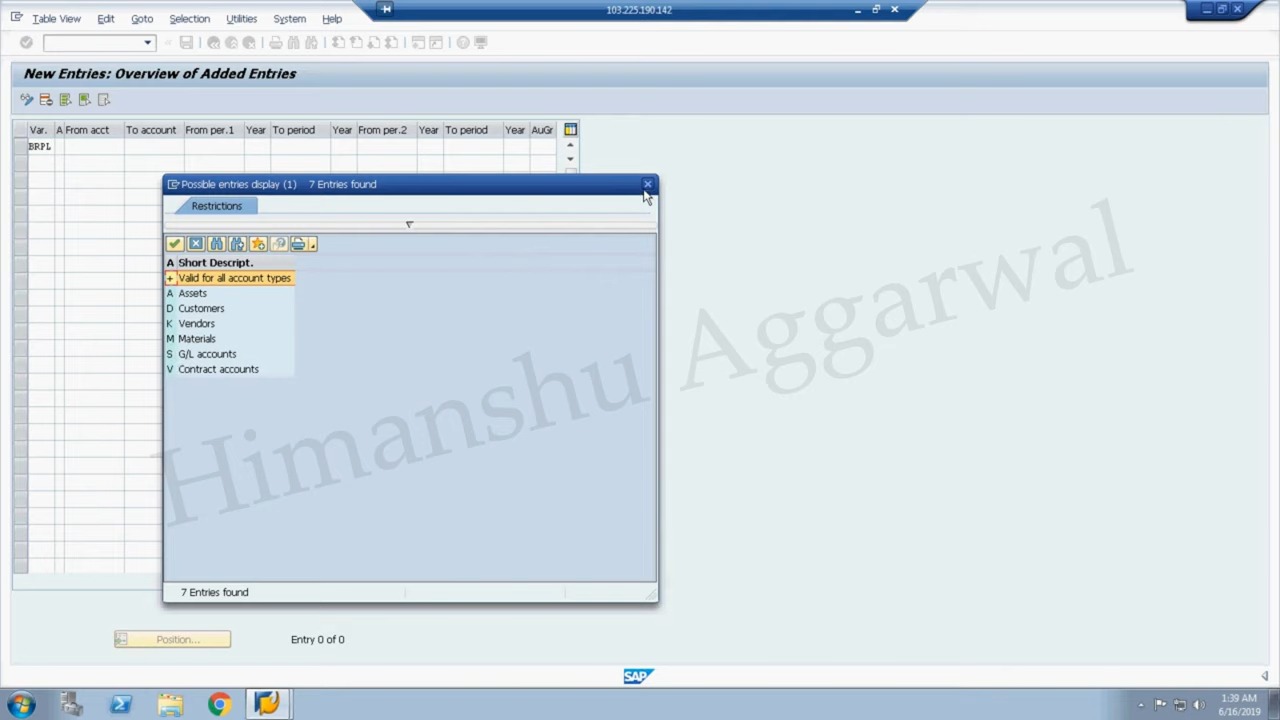 Table View Edit Goto Selection Utilities System Help
103.225.190.142
New Entries: Overview of Added Entries
Var. A From acct To account From per.1 Year To period Year From per.2 Year To period Year AuGr
BRPL
Possible entries display (1) 7 Entries found
Restrictions
A Short Descript.
+ Valid for all account types
A Assets
D Customers
K Vendors
M Materials
S G/L accounts
V Contract accounts
7 Entries found
Position... Entry 0 of 0
Himanshu Aggarwal
SAP
1:39 AM
6/16/2019